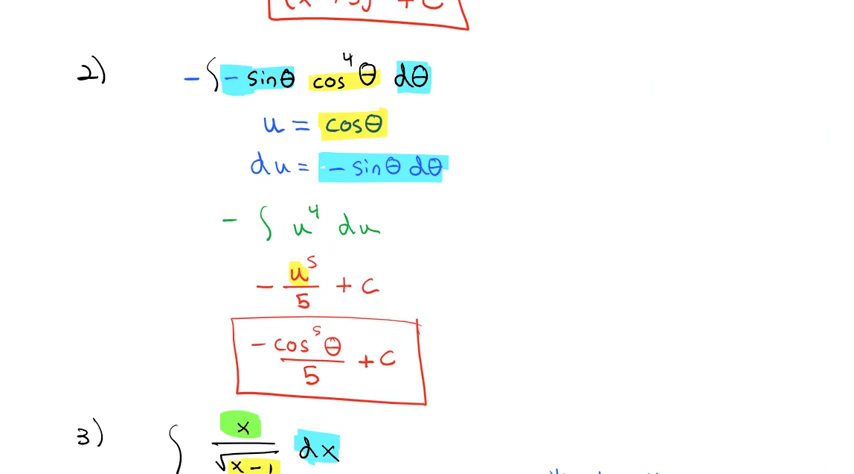 + C
2) -∫ -sinθ cos⁴θ dθ
u = cosθ
du = -sinθ dθ
- ∫ u⁴ du
- u⁵/5 + C
-cos⁵θ/5 + C
3) ∫ x/√(x-1) dx